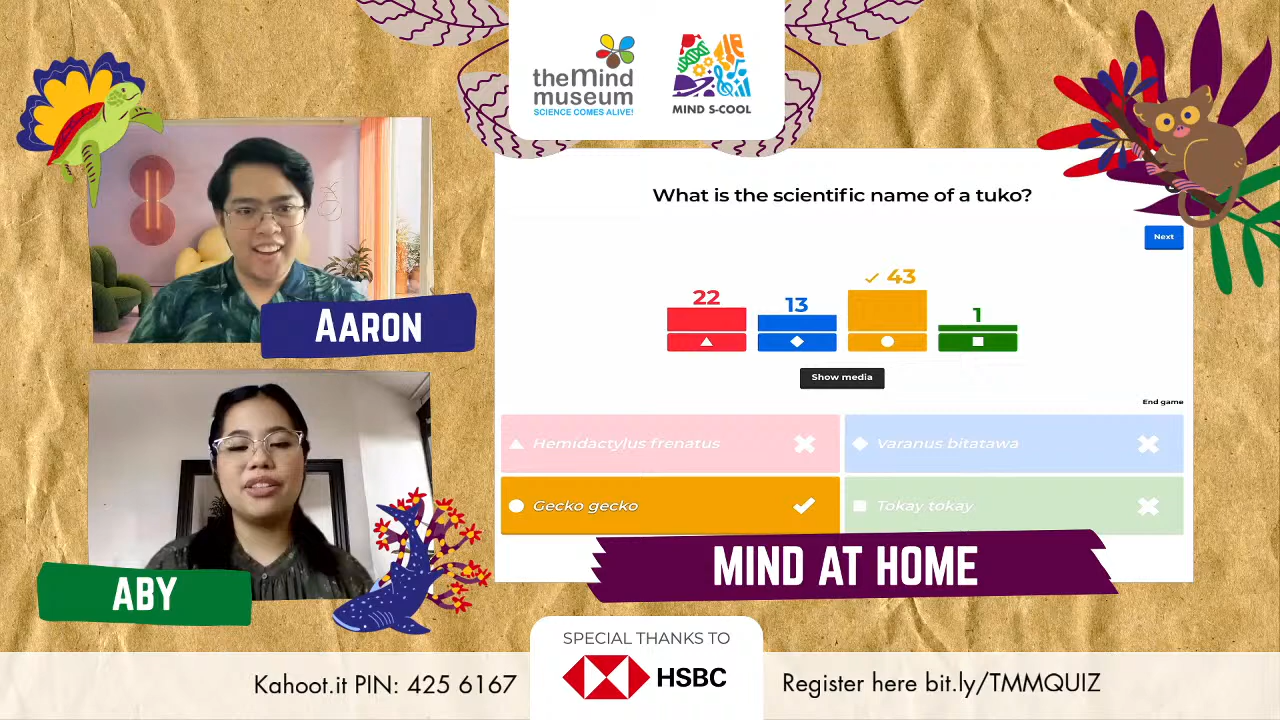 themind
museum
SCIENCE COMES ALIVE!
MIND S-COOL
What is the scientific name of a tuko?
Next
22
13
43
1
Show media
End game
Hemidactylus frenatus
Varanus bitatawa
Gecko gecko
Tokay tokay
AARON
ABY
MIND AT HOME
SPECIAL THANKS TO
HSBC
Kahoot.it PIN: 425 6167
Register here bit.ly/TMMQUIZ